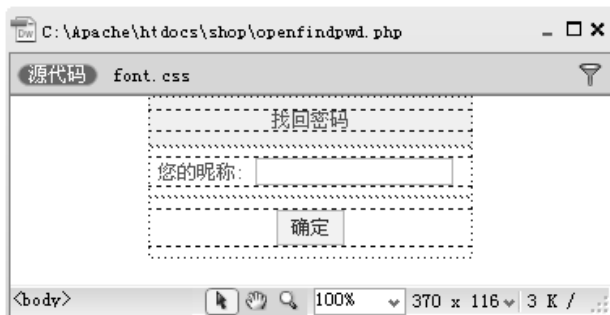 Dw C:\Apache\htdocs\shop\openfindpwd.php
源代码 font.css
找回密码
您的昵称:
确定
<body> 100% 370 x 116 3 K /